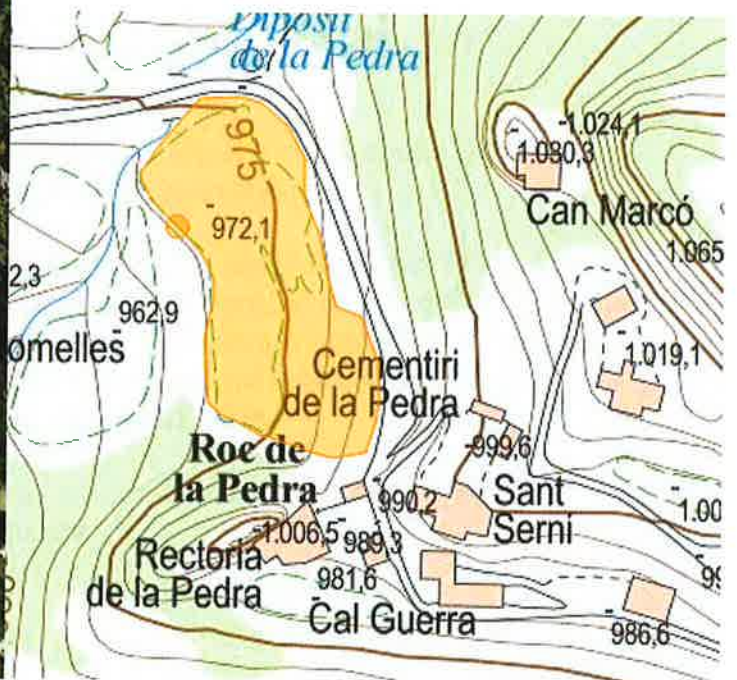 Dipòsit
de la Pedra
975
1.024,1
1.030,3
Can Marcó
972,1
1.065
2,3
962,9
omelles
1.019,1
Cementiri
de la Pedra
Roc de
la Pedra
999,6
990,2
Sant
Serni
1.00
1.006,5
989,3
Rectoria
de la Pedra
981,6
Cal Guerra
99
986,6